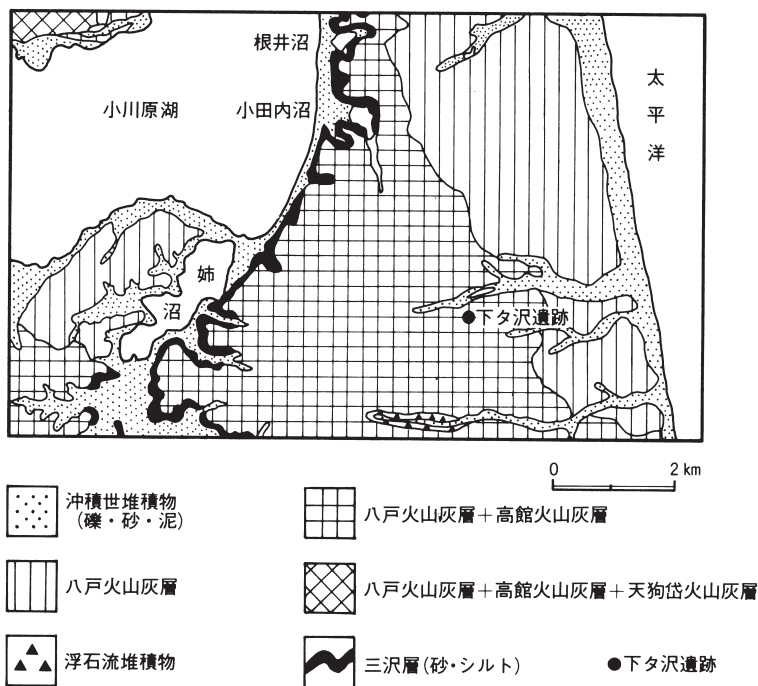 根井沼
小川原湖
小田内沼
太平洋
姉沼
下タ沢遺跡
0 2 km
沖積世堆積物
(礫・砂・泥)
八戸火山灰層＋高館火山灰層
八戸火山灰層
八戸火山灰層＋高館火山灰層＋天狗岱火山灰層
浮石流堆積物
三沢層(砂・シルト)
●下タ沢遺跡